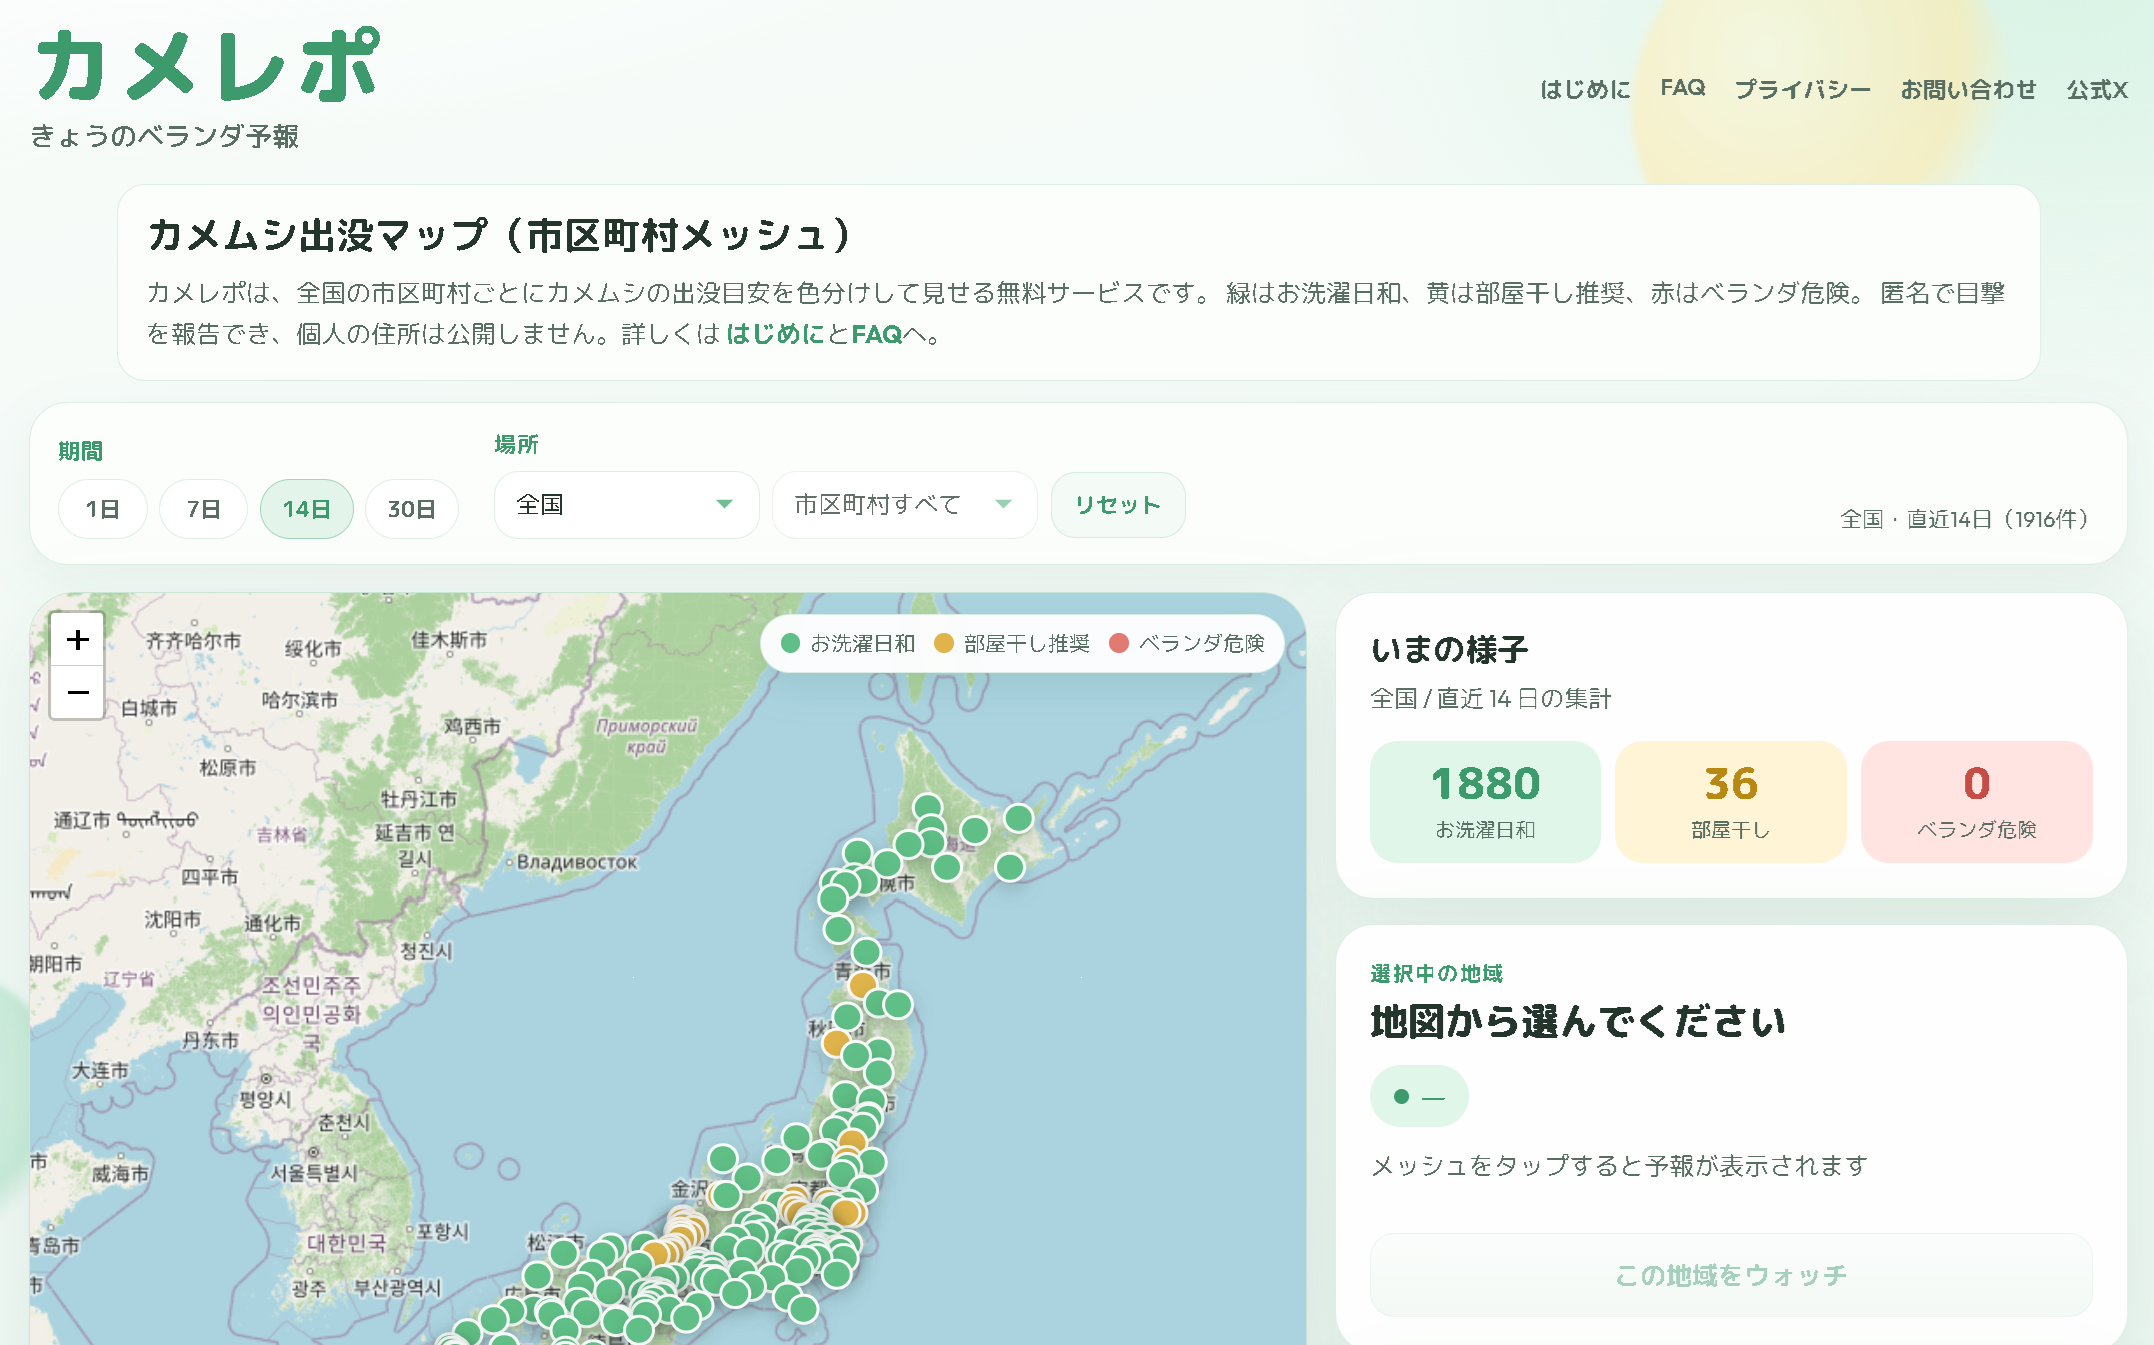 カメレポ
きょうのベランダ予報
はじめに FAQ プライバシー お問い合わせ 公式X
カメムシ出没マップ（市区町村メッシュ）
カメレポは、全国の市区町村ごとにカメムシの出没目安を色分けして見せる無料サービスです。 緑はお洗濯日和、黄は部屋干し推奨、赤はベランダ危険。 匿名で目撃
を報告でき、個人の住所は公開しません。詳しくは はじめにとFAQへ。
期間
1日 7日 14日 30日
場所
全国
市区町村すべて
リセット
全国・直近14日（1916件）
+
−
お洗濯日和 部屋干し推奨 ベランダ危険
齐齐哈尔市
绥化市
佳木斯市
白城市
哈尔滨市
鸡西市
Приморский
край
松原市
牡丹江市
通辽市
吉林省
延吉市 연
길시
Владивосток
四平市
沈阳市
通化市
청진시
朝阳市
辽宁省
조선민주주
의인민공화
국
丹东市
大连市
평양시
춘천시
威海市
서울특별시
포항시
대한민국
青岛市
광주
부산광역시
市
市
幌市
青森市
金沢
いまの様子
全国 / 直近 14 日の集計
1880
お洗濯日和
36
部屋干し
0
ベランダ危険
選択中の地域
地図から選んでください
—
メッシュをタップすると予報が表示されます
この地域をウォッチ